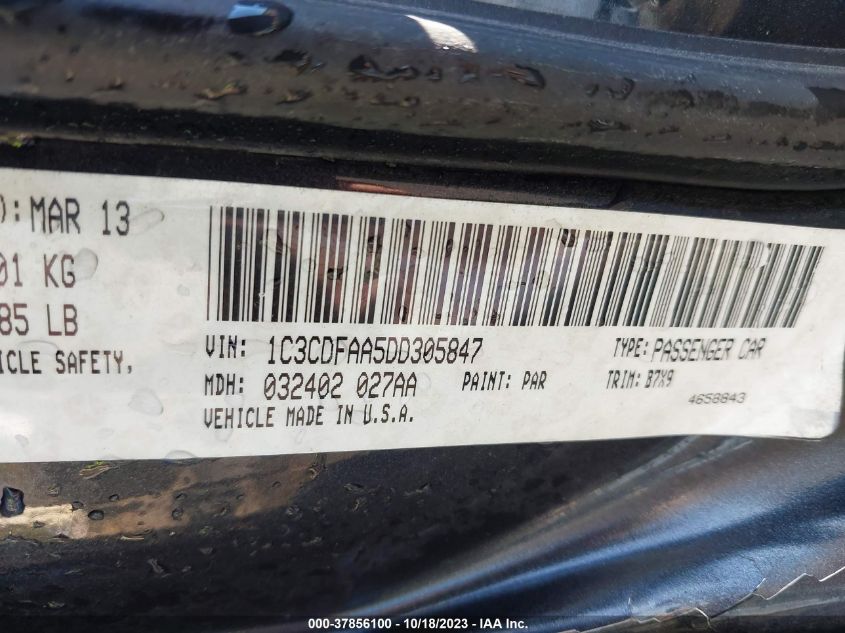 D: MAR 13
01 KG
85 LB
ICLE SAFETY,
VIN: 1C3CDFAA5DD305847 TYPE: PASSENGER CAR
MDH: 032402 027AA PAINT: PAR TRIM: B7X9
VEHICLE MADE IN U.S.A. 4658843
000-37856100 - 10/18/2023 - IAA Inc.